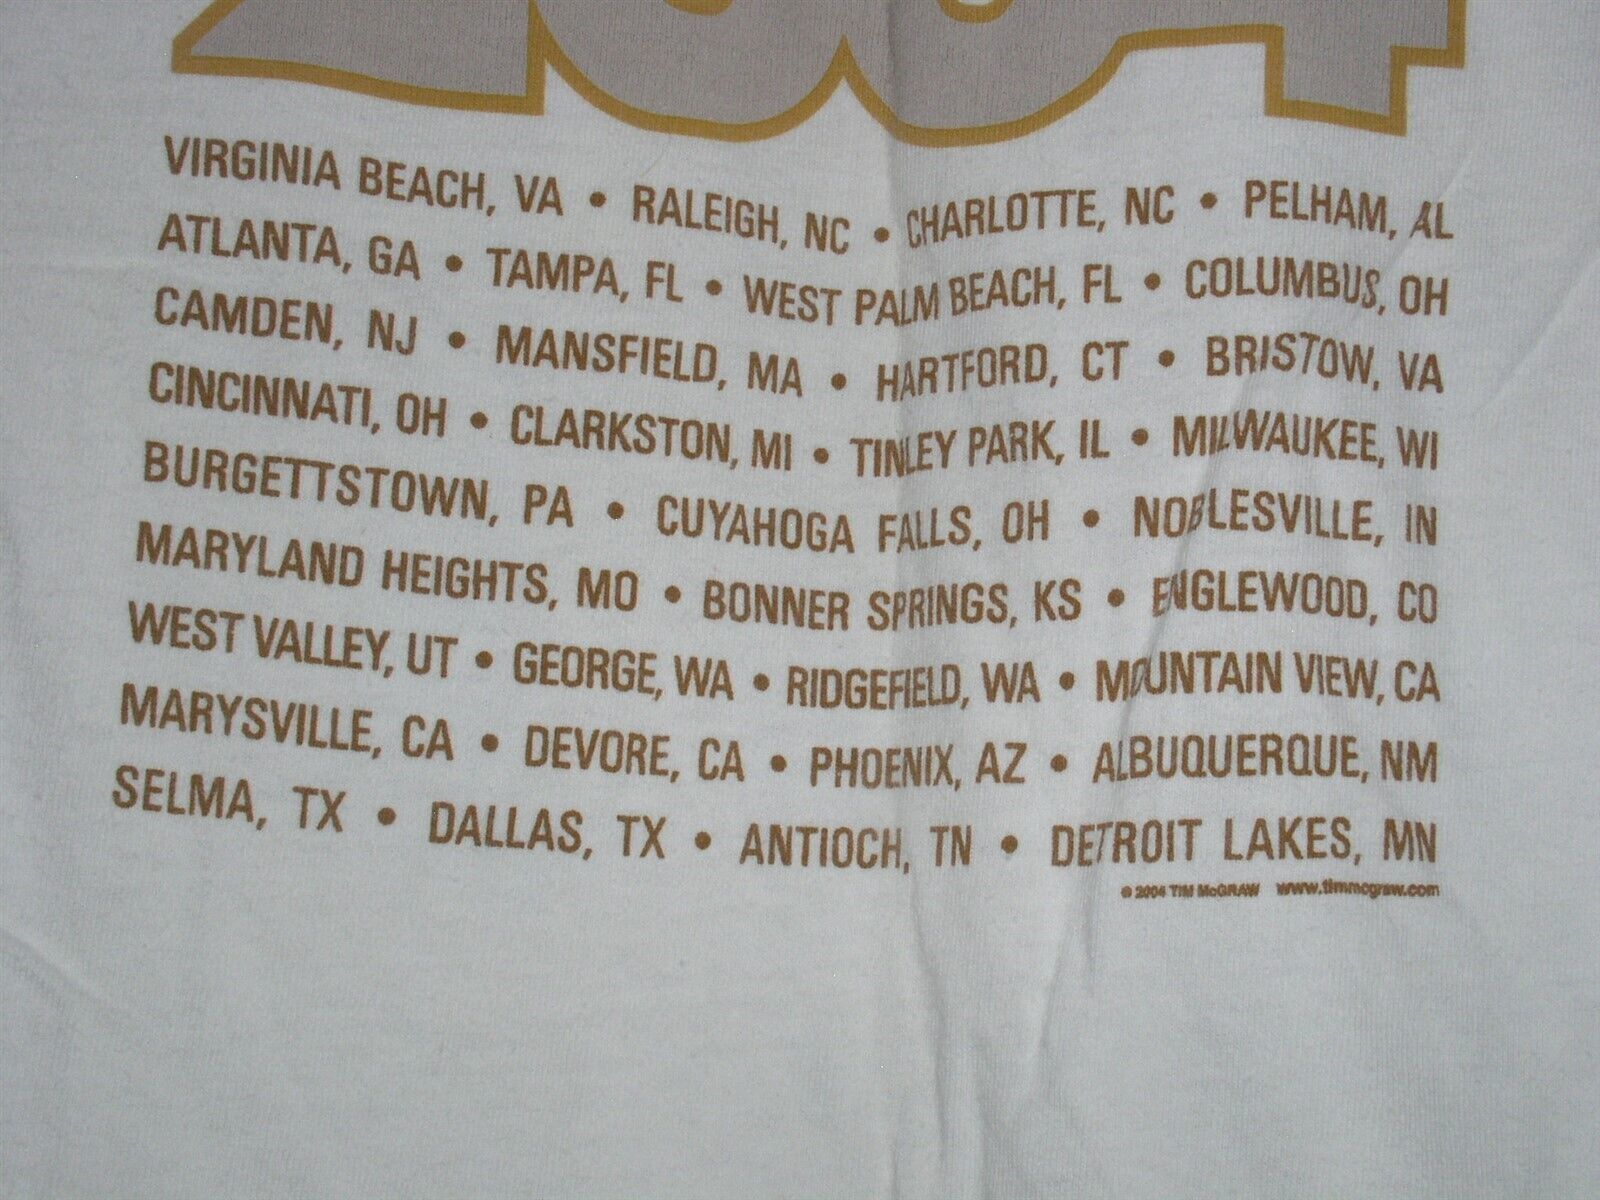 2004
VIRGINIA BEACH, VA • RALEIGH, NC • CHARLOTTE, NC • PELHAM, AL
ATLANTA, GA • TAMPA, FL • WEST PALM BEACH, FL • COLUMBUS, OH
CAMDEN, NJ • MANSFIELD, MA • HARTFORD, CT • BRISTOW, VA
CINCINNATI, OH • CLARKSTON, MI • TINLEY PARK, IL • MILWAUKEE, WI
BURGETTSTOWN, PA • CUYAHOGA FALLS, OH • NOBLESVILLE, IN
MARYLAND HEIGHTS, MO • BONNER SPRINGS, KS • ENGLEWOOD, CO
WEST VALLEY, UT • GEORGE, WA • RIDGEFIELD, WA • MOUNTAIN VIEW, CA
MARYSVILLE, CA • DEVORE, CA • PHOENIX, AZ • ALBUQUERQUE, NM
SELMA, TX • DALLAS, TX • ANTIOCH, TN • DETROIT LAKES, MN
© 2004 TIM McGRAW www.timmcgraw.com